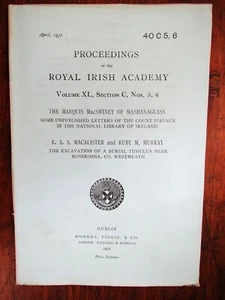 April, 1932
40 C 5, 6
PROCEEDINGS
OF THE
ROYAL IRISH ACADEMY
VOLUME XL, SECTION C, NOS. 5, 6
THE MARQUIS MACSWINEY OF MASHANAGLASS
SOME UNPUBLISHED LETTERS OF THE COUNT D'AVAUX
IN THE NATIONAL LIBRARY OF IRELAND
R. A. S. MACALISTER and RUBY M. MURRAY
THE EXCAVATION OF A BURIAL TUMULUS NEAR
CO. WESTMEATH
DUBLIN
HODGES, FIGGIS, & CO.
LONDON: WILLIAMS & NORGATE
1932
Price